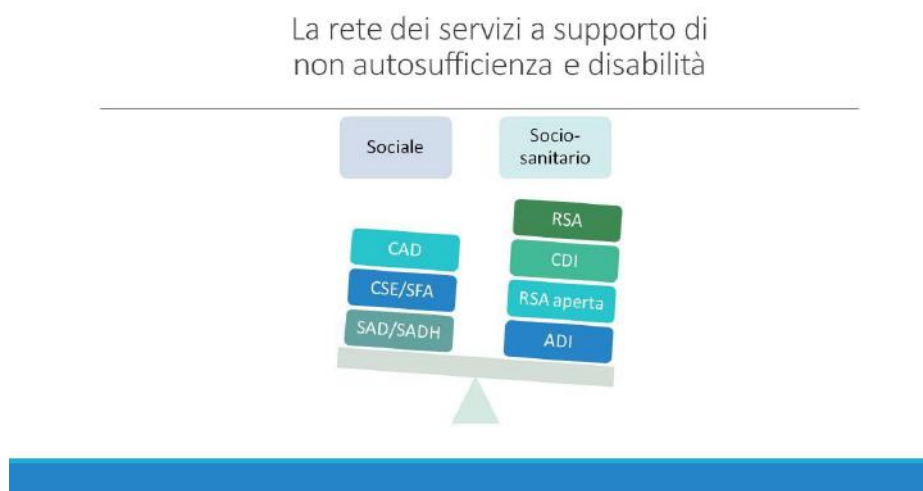 La rete dei servizi a supporto di
non autosufficienza e disabilità
Sociale
Socio-
sanitario
CAD
CSE/SFA
SAD/SADH
RSA
CDI
RSA aperta
ADI